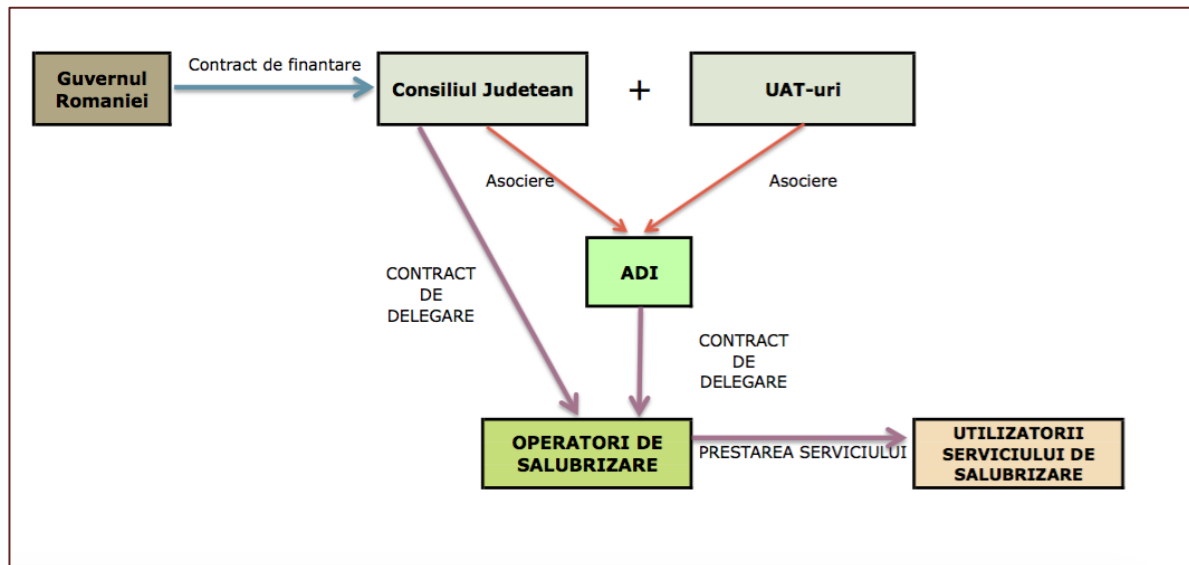 Guvernul
Romaniei
Contract de finantare
Consiliul Judetean
+
UAT-uri
Asociere
Asociere
ADI
CONTRACT
DE
DELEGARE
CONTRACT
DE
DELEGARE
OPERATORI DE
SALUBRIZARE
PRESTAREA SERVICIULUI
UTILIZATORII
SERVICIULUI DE
SALUBRIZARE